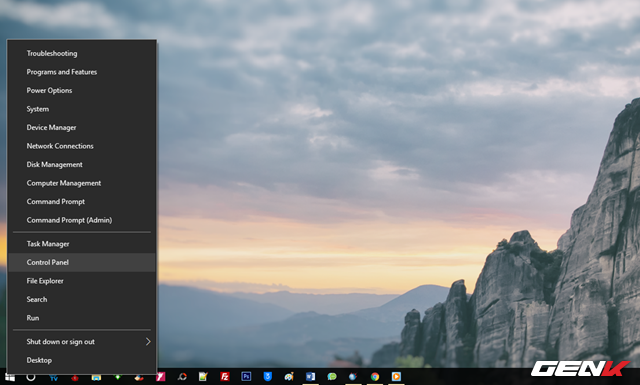 Troubleshooting
Programs and Features
Power Options
System
Device Manager
Network Connections
Disk Management
Computer Management
Command Prompt
Command Prompt (Admin)
Task Manager
Control Panel
File Explorer
Search
Run
Shut down or sign out
Desktop
GENK